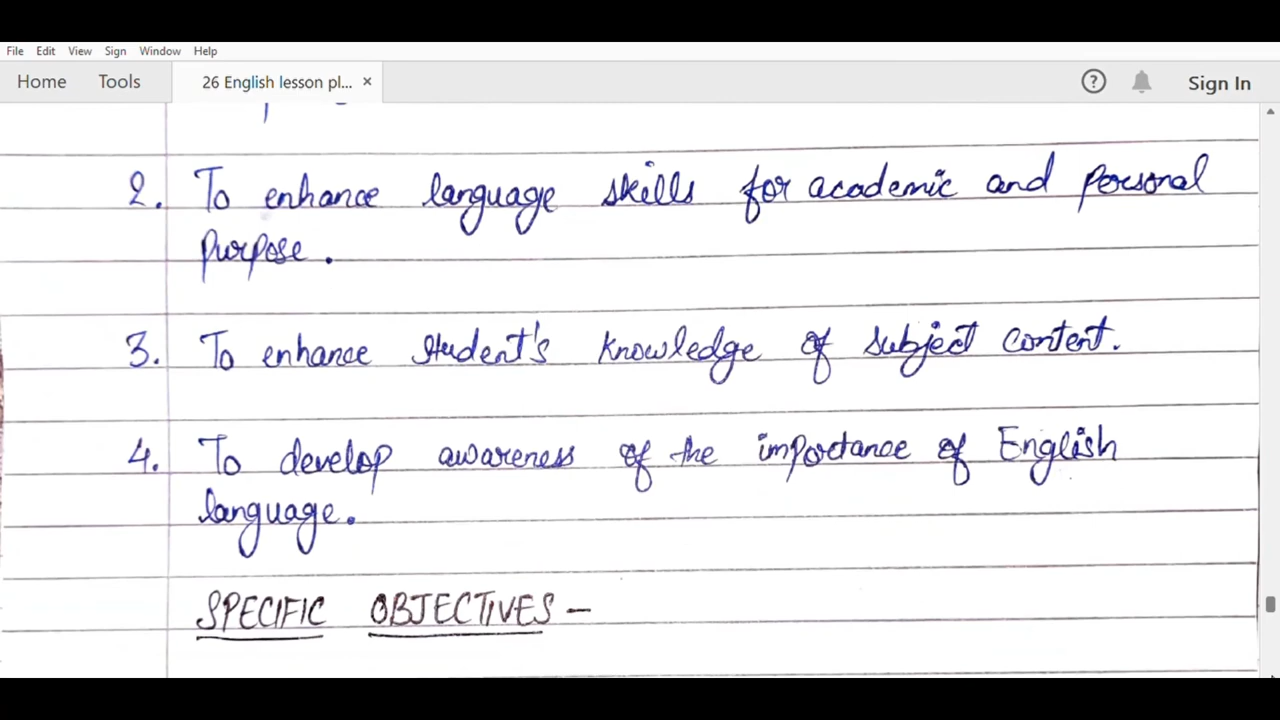 File Edit View Sign Window Help
Home Tools 26 English lesson pl... × ? Sign In
2. To enhance language skills for academic and personal
purpose.
3. To enhance student's knowledge of subject content.
4. To develop awareness of the importance of English
language.
SPECIFIC OBJECTIVES —